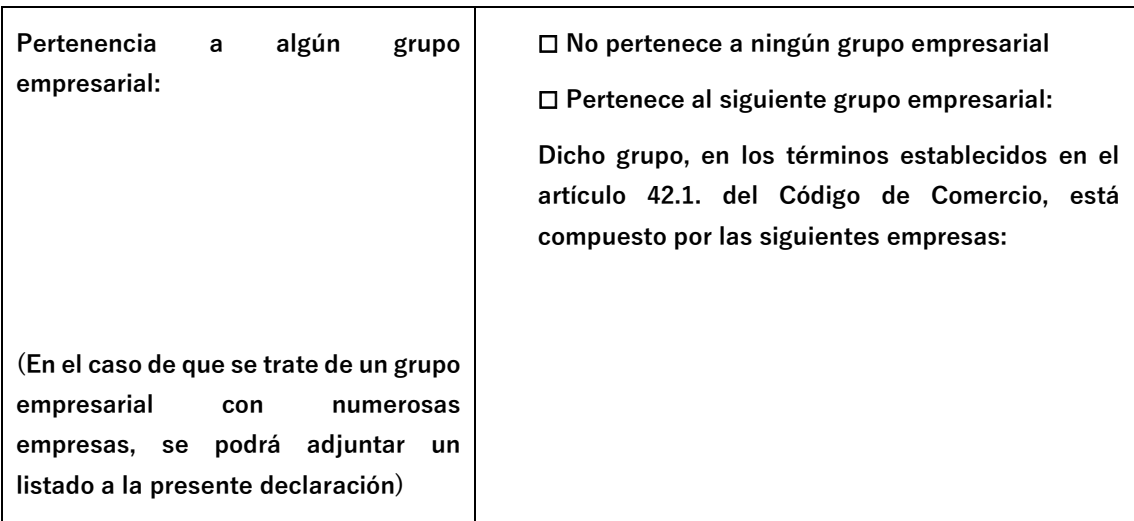 Pertenencia a algún grupo
empresarial:
(En el caso de que se trate de un grupo
empresarial con numerosas
empresas, se podrá adjuntar un
listado a la presente declaración)
☐ No pertenece a ningún grupo empresarial
☐ Pertenece al siguiente grupo empresarial:
Dicho grupo, en los términos establecidos en el
artículo 42.1. del Código de Comercio, está
compuesto por las siguientes empresas: